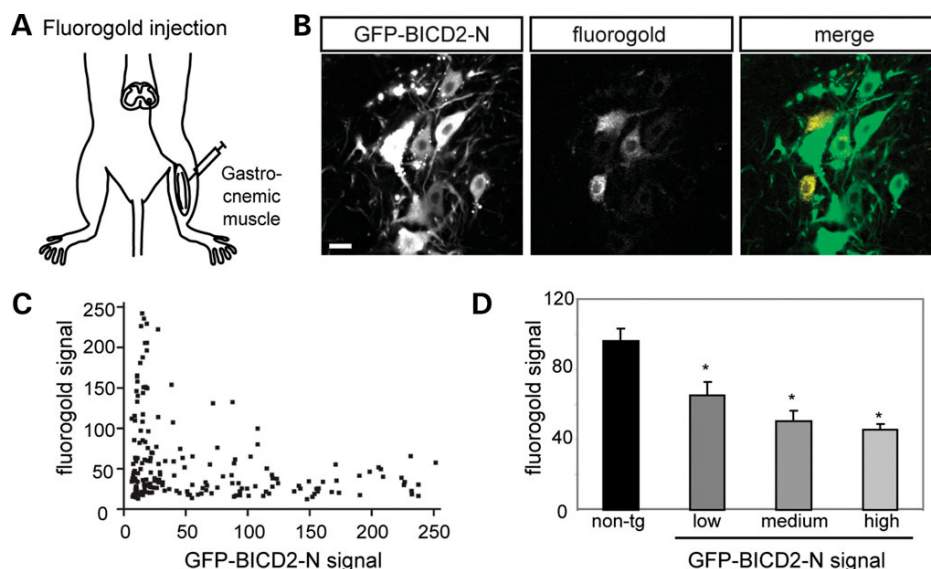 A Fluorogold injection
Gastro-
cnemic
muscle
B
GFP-BICD2-N
fluorogold
merge
C
fluorogold signal
250
200
150
100
50
0
0
50
100
150
200
250
GFP-BICD2-N signal
D
fluorogold signal
120
80
40
0
*
*
*
non-tg
low
medium
high
GFP-BICD2-N signal